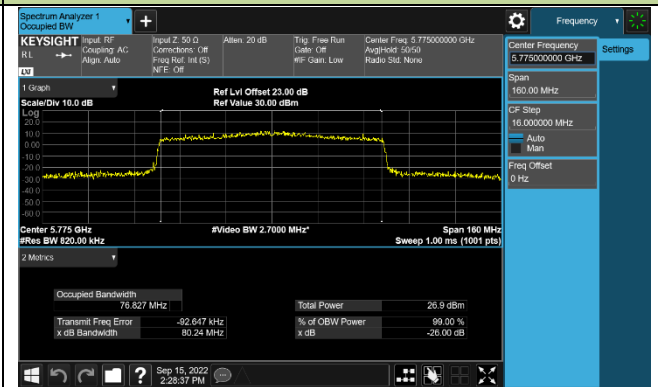 Spectrum Analyzer 1
Occupied BW
Frequency
KEYSIGHT
RL
LXI
Input: RF
Coupling: AC
Align: Auto
Input Z: 50 Ω
Corrections: Off
Freq Ref: Int (S)
NFE: Off
Atten: 20 dB
Trig: Free Run
Gate: Off
#IF Gain: Low
Center Freq: 5.775000000 GHz
Avg|Hold: 50/50
Radio Std: None
Center Frequency
5.775000000 GHz
Settings
Span
160.00 MHz
CF Step
16.000000 MHz
Auto
Man
Freq Offset
0 Hz
1 Graph
Scale/Div 10.0 dB
Ref Lvl Offset 23.00 dB
Ref Value 30.00 dBm
Log
20.0
10.0
0.00
-10.0
-20.0
-30.0
-40.0
-50.0
-60.0
Center 5.775 GHz
#Res BW 820.00 kHz
#Video BW 2.7000 MHz*
Span 160 MHz
Sweep 1.00 ms (1001 pts)
2 Metrics
Occupied Bandwidth
76.827 MHz
Total Power 26.9 dBm
Transmit Freq Error -92.647 kHz
% of OBW Power 99.00 %
x dB Bandwidth 80.24 MHz
x dB -26.00 dB
?
Sep 15, 2022
2:28:37 PM